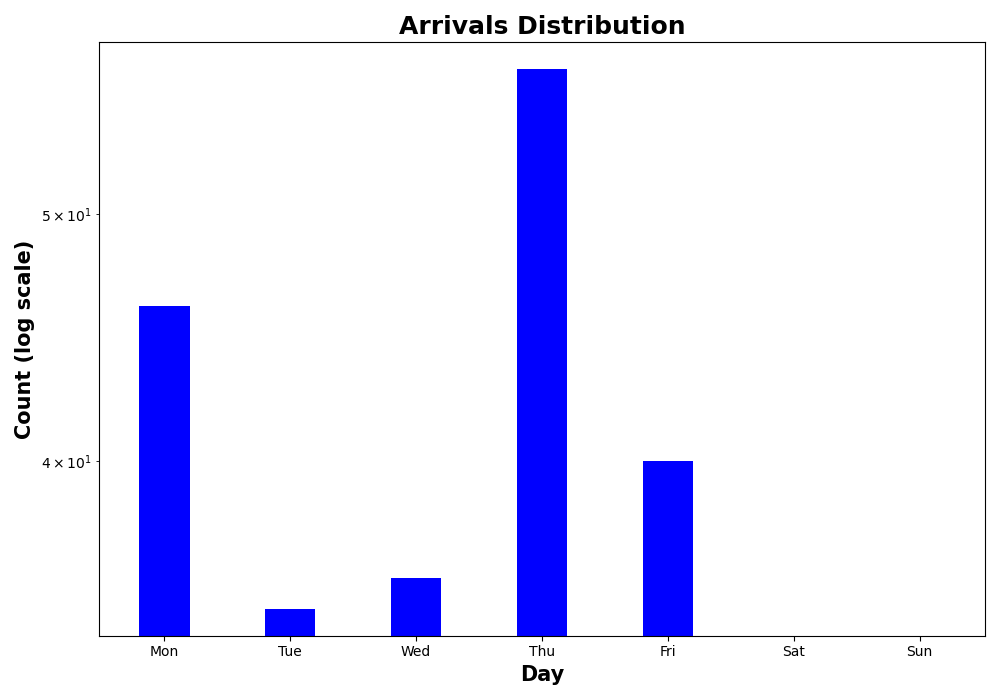 Arrivals Distribution
Count (log scale)
5 × 10¹
4 × 10¹
Mon Tue Wed Thu Fri Sat Sun
Day